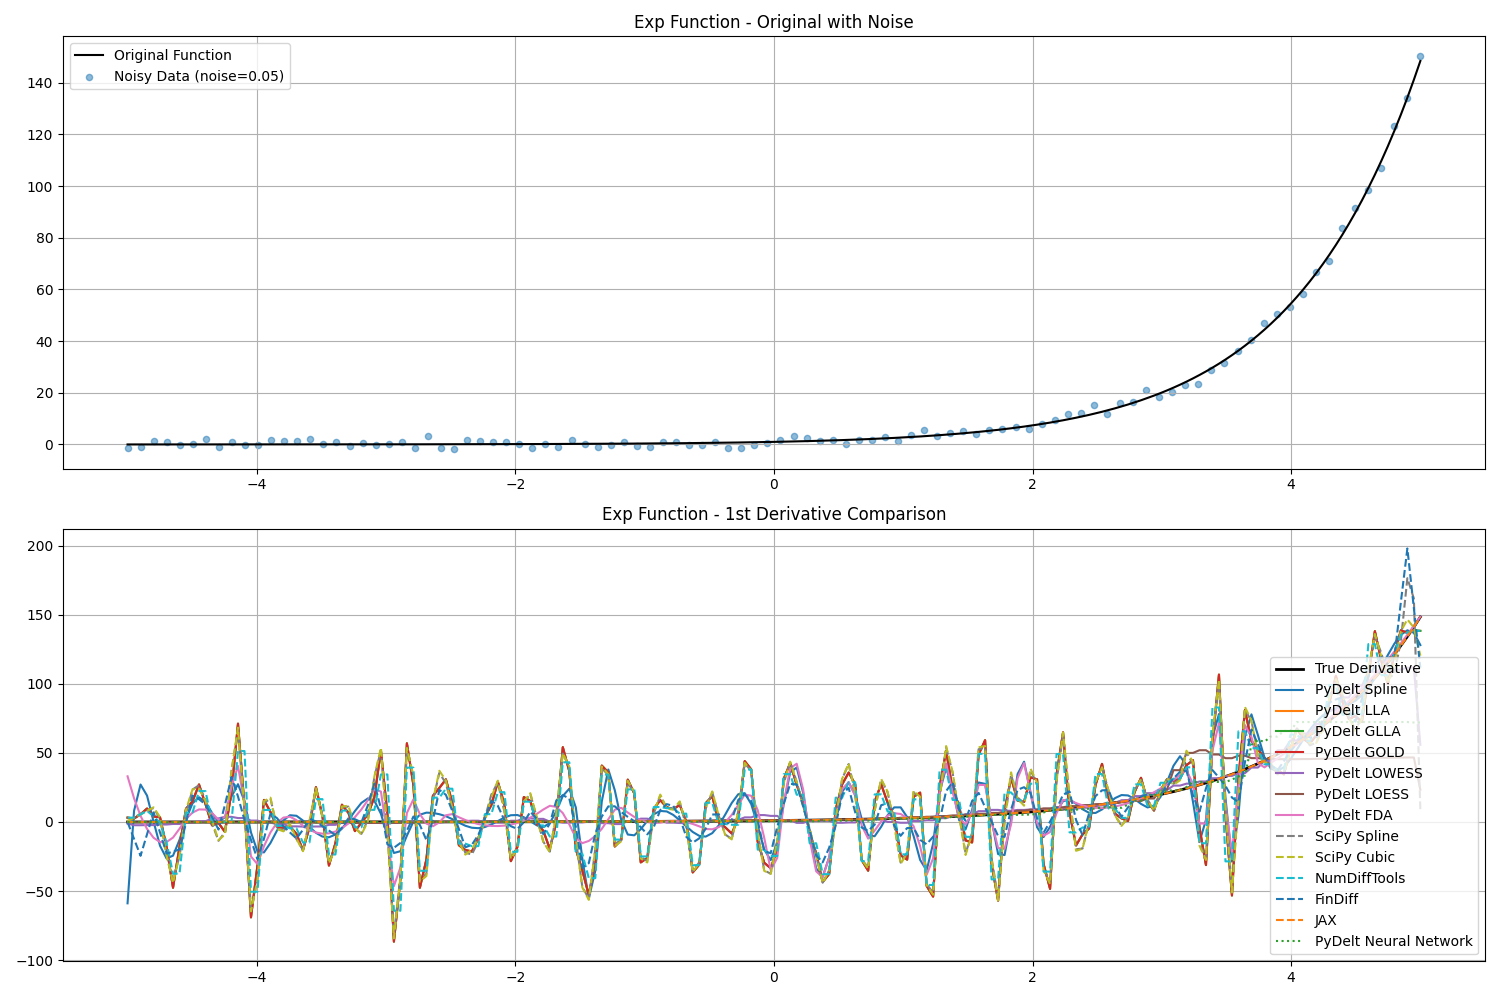 Exp Function - Original with Noise
Original Function
Noisy Data (noise=0.05)
140
120
100
80
60
40
20
0
−4
−2
0
2
4
Exp Function - 1st Derivative Comparison
200
150
100
50
0
−50
−100
True Derivative
PyDelt Spline
PyDelt LLA
PyDelt GLLA
PyDelt GOLD
PyDelt LOWESS
PyDelt LOESS
PyDelt FDA
SciPy Spline
SciPy Cubic
NumDiffTools
FinDiff
JAX
PyDelt Neural Network
−4
−2
0
2
4